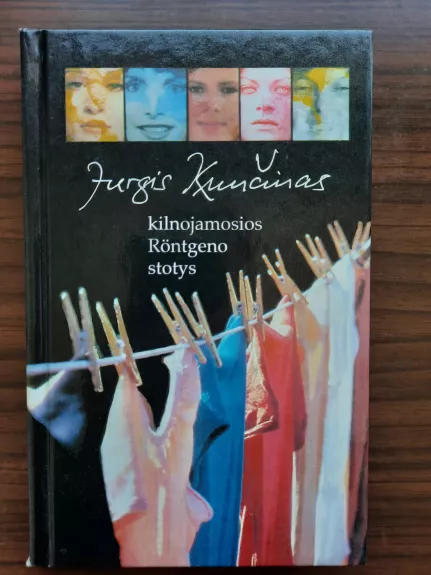 Jurgis Kunčinas
kilnojamosios
Röntgeno
stotys